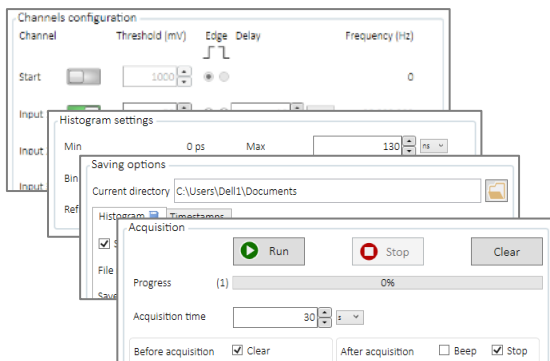 Channels configuration
Channel Threshold (mV) Edge Delay Frequency (Hz)
Start 1000 0
Input
Input
Input
Histogram settings
Min 0 ps Max 130 ns
Bin
Ref
Saving options
Current directory C:\Users\Dell1\Documents
Histogram Timestamps
File
Save
Acquisition
Run Stop Clear
Progress (1) 0%
Acquisition time 30 s
Before acquisition Clear After acquisition Beep Stop